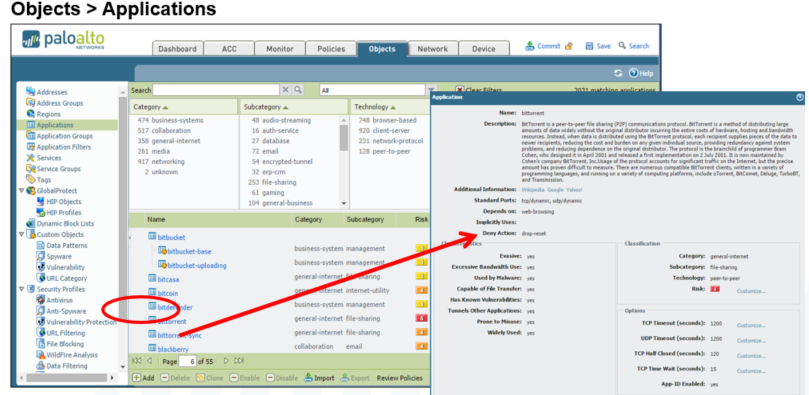 Objects > Applications
paloalto
NETWORKS
Dashboard ACC Monitor Policies Objects Network Device Commit Save Search
Help
Addresses
Address Groups
Regions
Applications
Application Groups
Application Filters
Services
Service Groups
Tags
GlobalProtect
HIP Objects
HIP Profiles
Dynamic Block Lists
Custom Objects
Data Patterns
Spyware
Vulnerability
URL Category
Security Profiles
Antivirus
Anti-Spyware
Vulnerability Protection
URL Filtering
File Blocking
WildFire Analysis
Data Filtering
Search All Clear Filters 2031 matching applications
Category Subcategory Technology
474 business-systems 48 audio-streaming 748 browser-based
517 collaboration 16 auth-service 920 client-server
358 general-internet 27 database 231 network-protocol
261 media 72 email 128 peer-to-peer
417 networking 54 encrypted-tunnel
2 unknown 32 erp-crm
253 file-sharing
61 gaming
104 general-business
Name Category Subcategory Risk
bitbucket
bitbucket-base business-system management
bitbucket-uploading business-system management
bitcasa general-internet file-sharing
bitcoin general-internet internet-utility 4
bitdefender business-system management
bittorrent general-internet file-sharing 5
bittorrent-sync general-internet file-sharing 4
blackberry collaboration email 4
Page 6 of 55
Add Delete Clone Enable Disable Import Export Review Policies
Application
Name: bittorrent
Description: BitTorrent is a peer-to-peer file sharing (P2P) communications protocol. BitTorrent is a method of distributing large
amounts of data widely without the original distributor incurring the entire costs of hardware, hosting and bandwidth
resources. Instead, when data is distributed using the BitTorrent protocol, each recipient supplies pieces of the data to
newer recipients, reducing the cost and burden on any given individual source, providing redundancy against system
problems, and reducing dependence on the original distributor. The protocol is the brainchild of programmer Bram
Cohen, who designed it in April 2001 and released a first implementation on 2 July 2001. It is now maintained by
Cohen's company BitTorrent, Inc. Usage of the protocol accounts for significant traffic on the Internet, but the precise
amount has proven difficult to measure. There are numerous compatible BitTorrent clients, written in a variety of
programming languages, and running on a variety of computing platforms, include uTorrent, BitComet, Deluge, TurboBT,
and Transmission.
Additional Information: Wikipedia Google Yahoo!
Standard Ports: tcp/dynamic, udp/dynamic
Depends on: web-browsing
Implicitly Uses:
Deny Action: drop-reset
Evasive: yes
Excessive Bandwidth Use: yes
Used by Malware: yes
Capable of File Transfer: yes
Has Known Vulnerabilities: yes
Tunnels Other Applications: yes
Prone to Misuse: yes
Widely Used: yes
Classification
Category: general-internet
Subcategory: file-sharing
Technology: peer-to-peer
Risk: 5 Customize...
Options
TCP Timeout (seconds): 1200 Customize...
UDP Timeout (seconds): 1200 Customize...
TCP Half Closed (seconds): 120 Customize...
TCP Time Wait (seconds): 15 Customize...
App-ID Enabled: yes